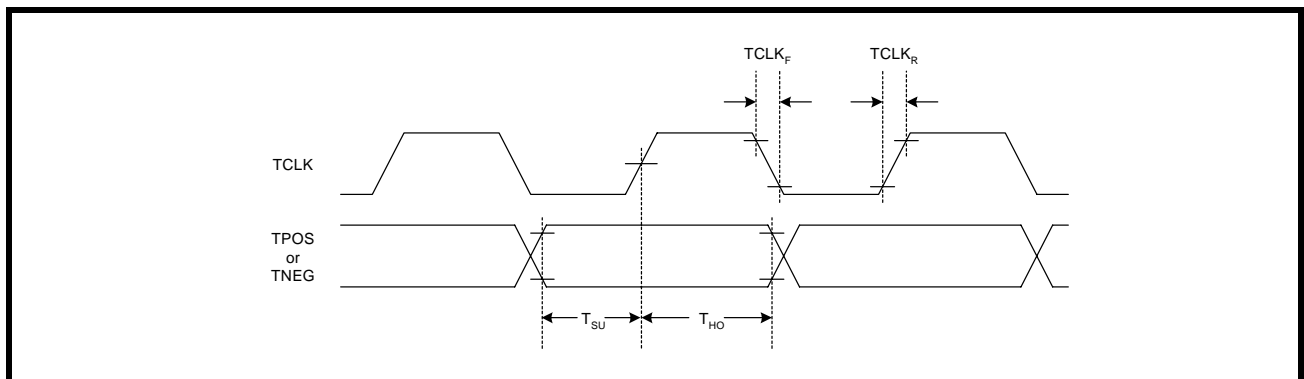 TCLK_F TCLK_R
TCLK
TPOS
or
TNEG
T_SU T_HO